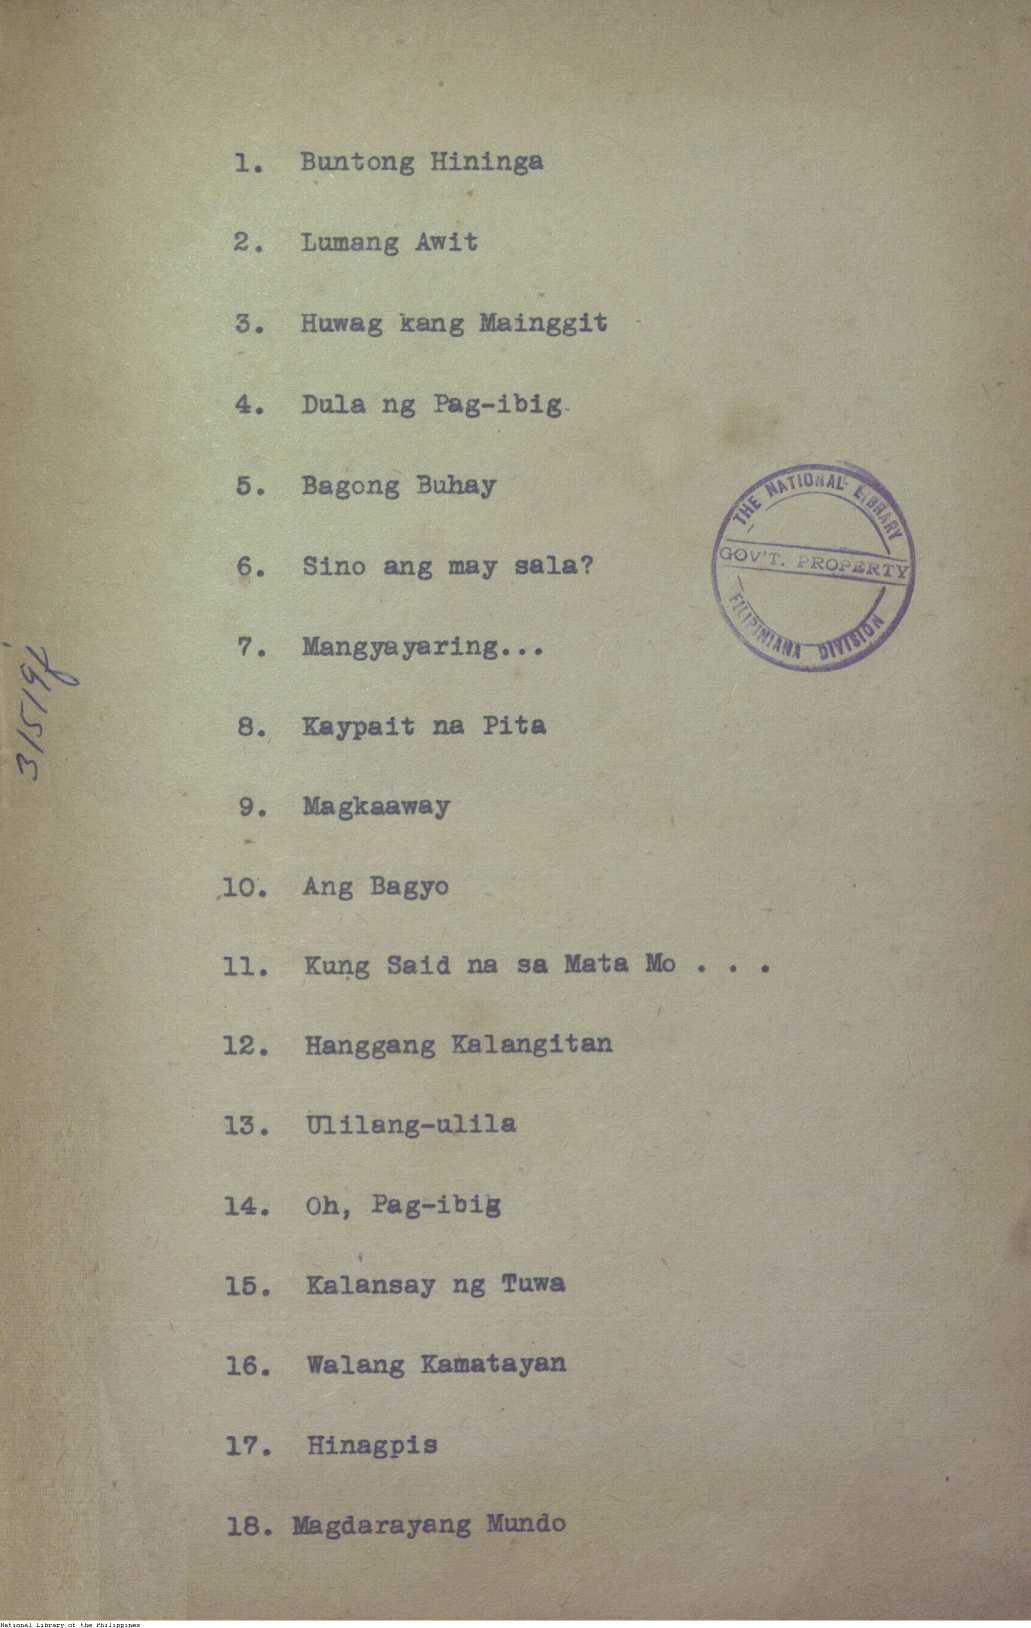 1. Buntong Hininga
2. Lumang Awit
3. Huwag kang Mainggit
4. Dula ng Pag-ibig
5. Bagong Buhay
THE NATIONAL LIBRARY
GOV'T. PROPERTY
FILIPINIANA DIVISION
6. Sino ang may sala?
7. Mangyayaring...
31519f
8. Kaypait na Pita
9. Magkaaway
10. Ang Bagyo
11. Kung Said na sa Mata Mo . . .
12. Hanggang Kalangitan
13. Ulilang-ulila
14. Oh, Pag-ibig
15. Kalansay ng Tuwa
16. Walang Kamatayan
17. Hinagpis
18. Magdarayang Mundo
National Library of the Philippines